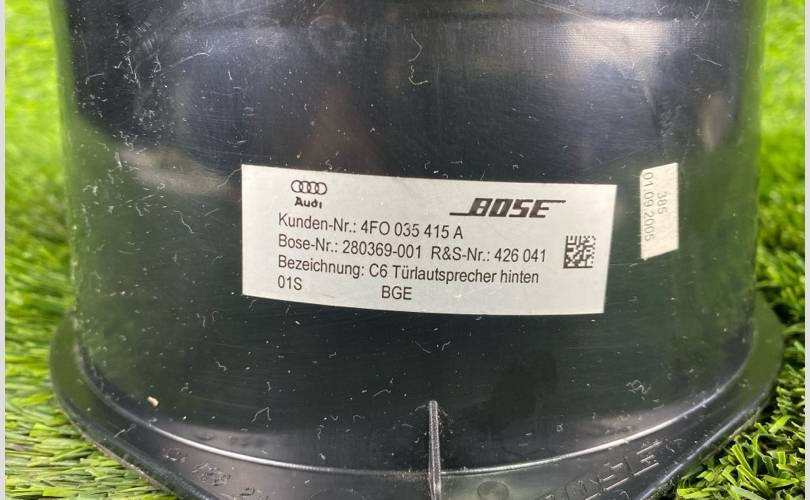 Audi
BOSE
Kunden-Nr.: 4FO 035 415 A
Bose-Nr.: 280369-001 R&S-Nr.: 426 041
Bezeichnung: C6 Türlautsprecher hinten
01S BGE
385
01.09.2005